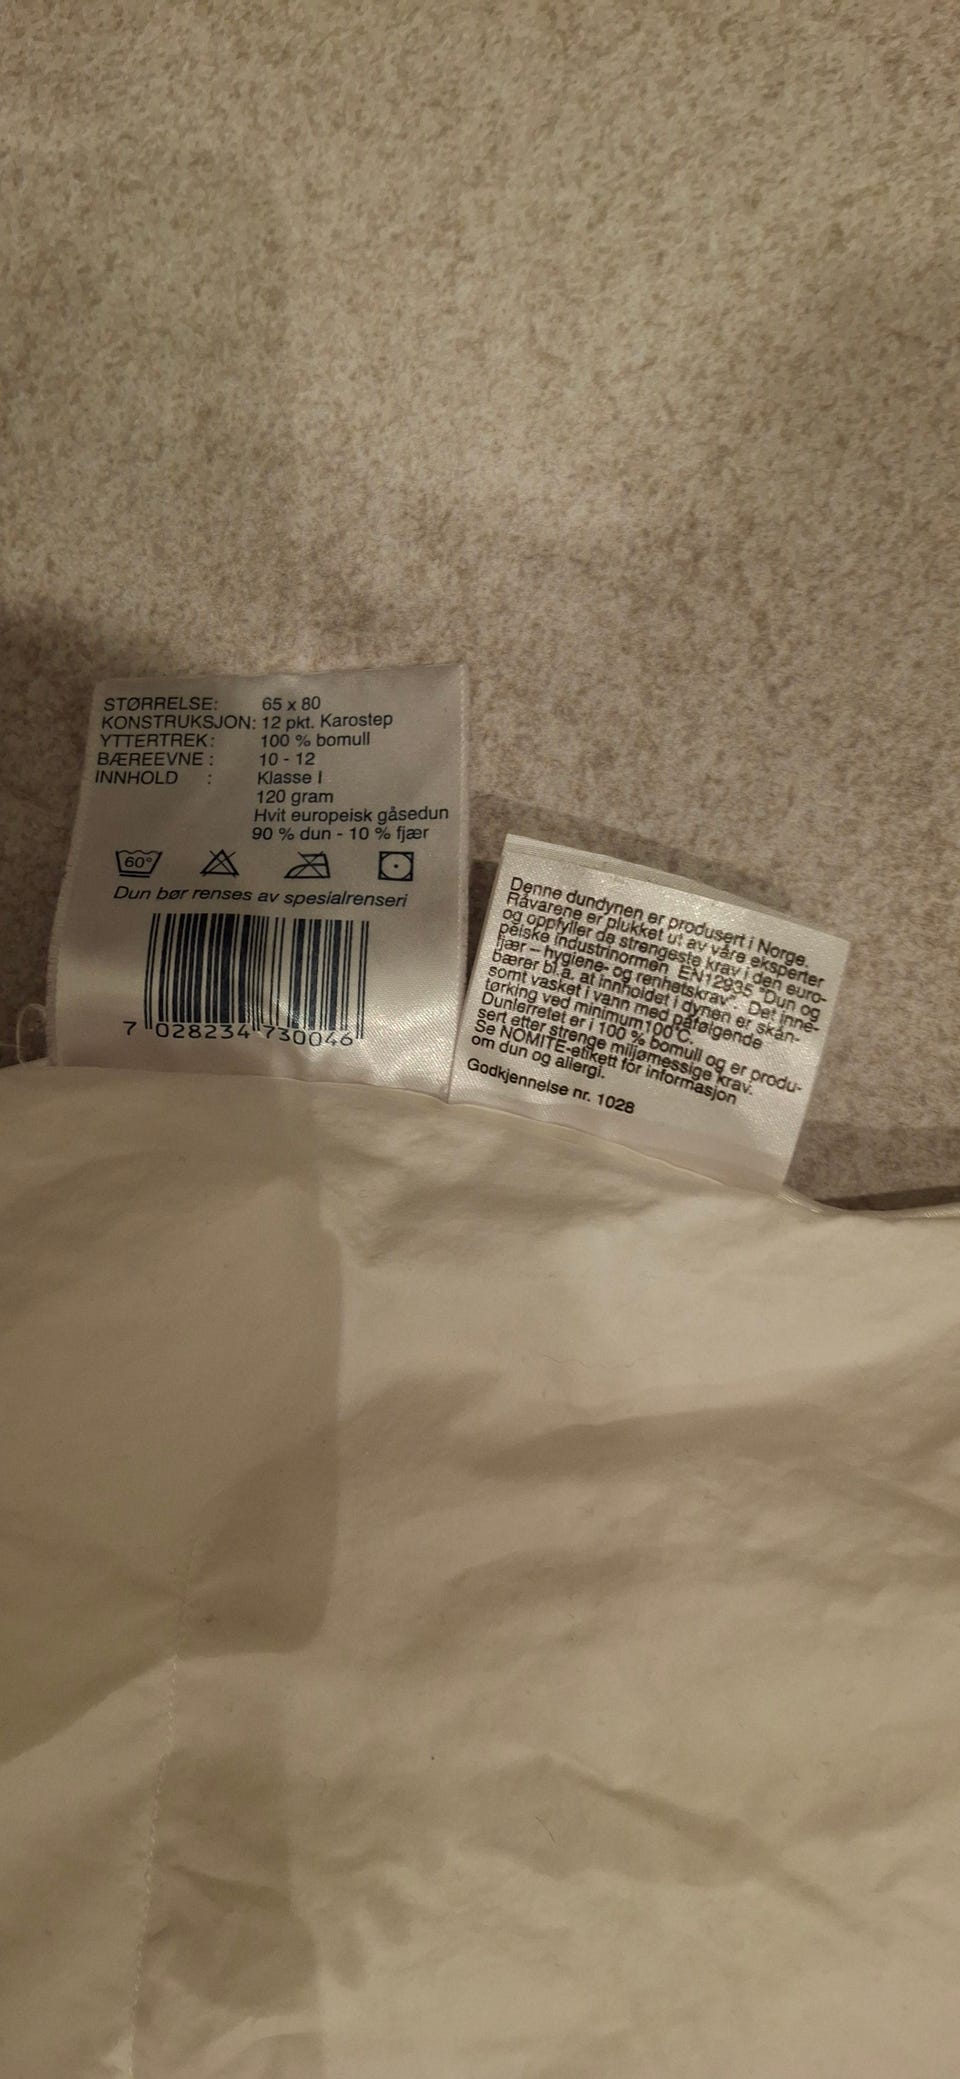 STØRRELSE: 65 x 80
KONSTRUKSJON: 12 pkt. Karostep
YTTERTREK: 100 % bomull
BÆREEVNE : 10 - 12
INNHOLD : Klasse I
120 gram
Hvit europeisk gåsedun
90 % dun - 10 % fjær
60°
Dun bør renses av spesialrenseri
7 028234 730046
Denne dundynen er produsert i Norge.
Råvarene er plukket ut av våre eksperter
og oppfyller de strengeste krav i den euro-
peiske industrinormen EN12935 "Dun og
fjær – hygiene- og renhetskrav". Det inne-
bærer bl.a. at innholdet i dynen er skån-
somt vasket i vann med påfølgende
tørking ved minimum 100°C.
Dunlerretet er i 100 % bomull og er produ-
sert etter strenge miljømessige krav.
Se NOMITE-etikett for informasjon
om dun og allergi.
Godkjennelse nr. 1028